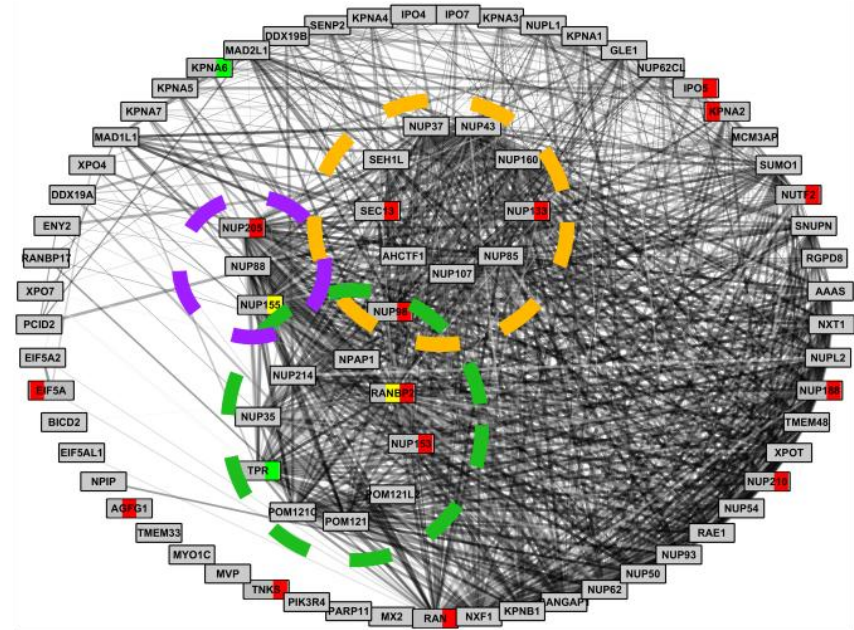 IPO4
IPO7
KPNA4
KPNA3
SENP2
NUPL1
DDX19B
KPNA1
MAD2L1
GLE1
KPNA6
NUP62CL
KPNA5
IPO5
KPNA7
KPNA2
MAD1L1
MCM3AP
XPO4
SUMO1
DDX19A
NUTF2
ENY2
SNUPN
RANBP17
RGPD8
XPO7
AAAS
PCID2
NXT1
EIF5A2
NUPL2
EIF5A
NUP188
BICD2
TMEM48
EIF5AL1
XPOT
NPIP
NUP210
AGFG1
NUP54
TMEM33
RAE1
MYO1C
NUP93
MVP
NUP50
TNKS
NUP62
PIK3R4
RANGAP1
PARP11
KPNB1
MX2
NXF1
RAN
NUP37
NUP43
SEH1L
NUP160
SEC13
NUP133
NUP205
AHCTF1
NUP85
NUP88
NUP107
NUP155
NUP98
NPAP1
NUP214
RANBP2
NUP35
NUP153
TPR
POM121L2
POM121C
POM121